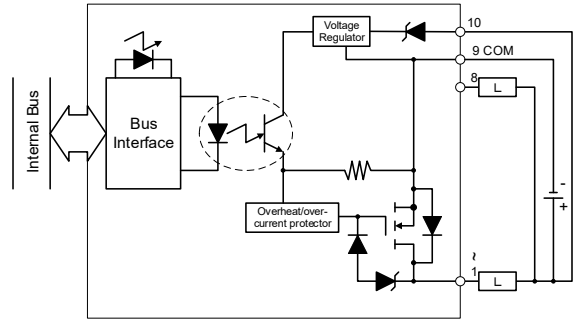 Voltage
Regulator
10
9 COM
8
L
Internal Bus
Bus
Interface
Overheat/over-
current protector
-
+
~
1
L